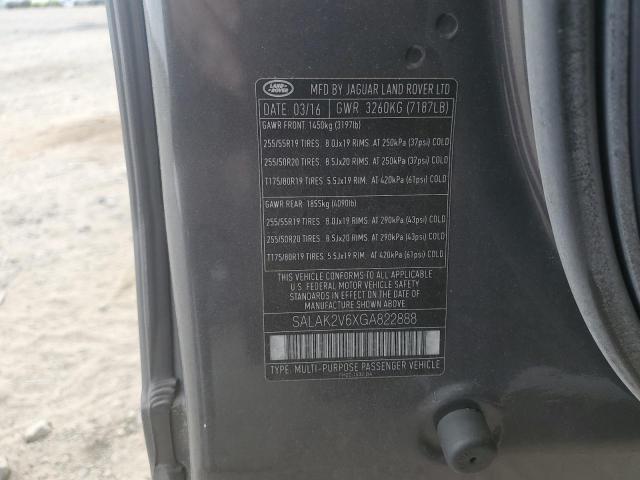 LAND ROVER
MFD BY JAGUAR LAND ROVER LTD
DATE 03/16 GWR 3260KG (7187LB)
GAWR FRONT 1450kg (3197lb)
255/55R19 TIRES 8.0Jx19 RIMS. AT 250kPa (37psi) COLD
255/50R20 TIRES 8.5Jx20 RIMS. AT 250kPa (37psi) COLD
T175/80R19 TIRES 5.5Jx19 RIM. AT 420kPa (61psi) COLD
GAWR REAR 1855kg (4090lb)
255/55R19 TIRES 8.0Jx19 RIMS. AT 290kPa (43psi) COLD
255/50R20 TIRES 8.5Jx20 RIMS. AT 290kPa (43psi) COLD
T175/80R19 TIRES 5.5Jx19 RIM. AT 420kPa (61psi) COLD
THIS VEHICLE CONFORMS TO ALL APPLICABLE
U.S. FEDERAL MOTOR VEHICLE SAFETY
STANDARDS IN EFFECT ON THE DATE OF
MANUFACTURE SHOWN ABOVE.
SALAK2V6XGA822888
TYPE: MULTI-PURPOSE PASSENGER VEHICLE